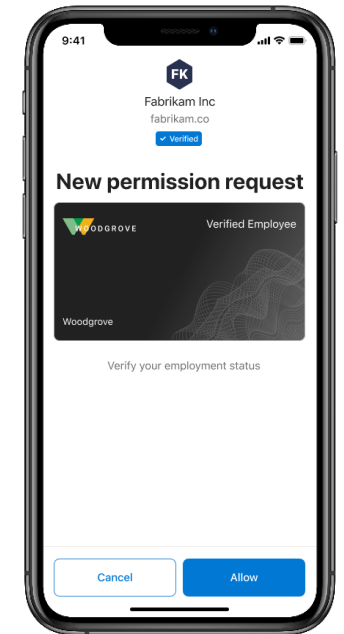 9:41
FK
Fabrikam Inc
fabrikam.co
✓ Verified
New permission request
WOODGROVE
Verified Employee
Woodgrove
Verify your employment status
Cancel
Allow